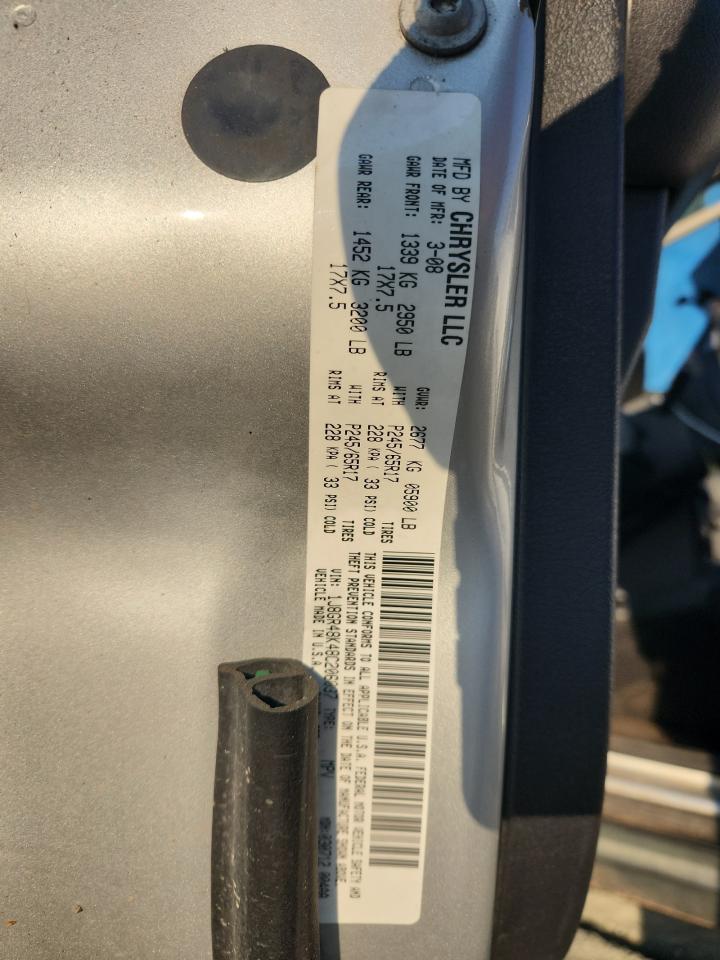 MFD BY CHRYSLER LLC
DATE OF MFR: 3-08 GVWR: 2677 KG 05900 LB
GAWR FRONT: 1339 KG 2950 LB WITH P245/65R17 TIRES
17X7.5 RIMS AT 228 KPA ( 33 PSI) COLD
GAWR REAR: 1452 KG 3200 LB WITH P245/65R17 TIRES
17X7.5 RIMS AT 228 KPA ( 33 PSI) COLD
THIS VEHICLE CONFORMS TO ALL APPLICABLE U.S.A. FEDERAL MOTOR VEHICLE SAFETY AND
THEFT PREVENTION STANDARDS IN EFFECT ON THE DATE OF MANUFACTURE SHOWN ABOVE
VIN: TYPE: MPV
VEHICLE MADE IN U.S.A.